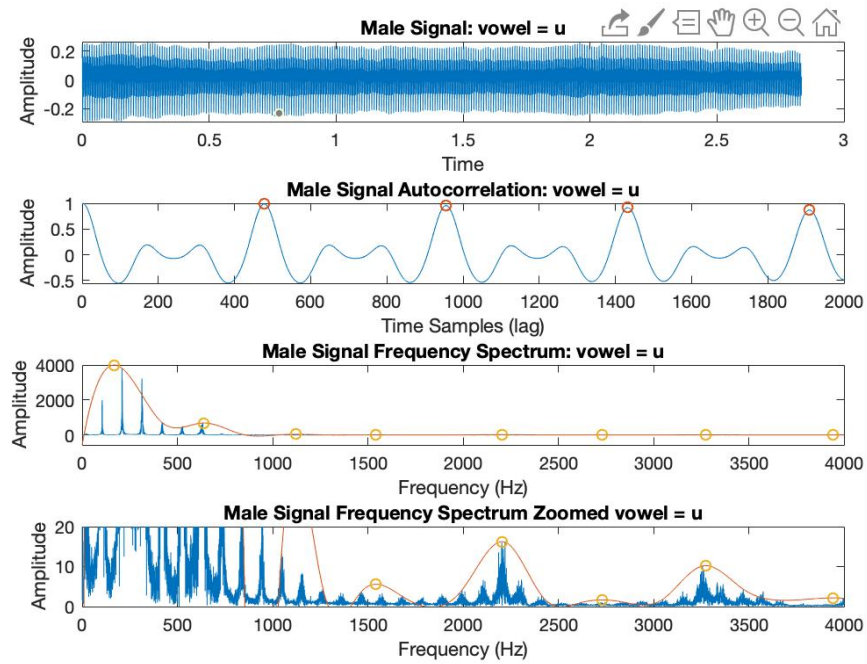 Male Signal: vowel = u
Amplitude
0.2
0
-0.2
0 0.5 1 1.5 2 2.5 3
Time
Male Signal Autocorrelation: vowel = u
Amplitude
1
0.5
0
-0.5
0 200 400 600 800 1000 1200 1400 1600 1800 2000
Time Samples (lag)
Male Signal Frequency Spectrum: vowel = u
Amplitude
4000
2000
0
0 500 1000 1500 2000 2500 3000 3500 4000
Frequency (Hz)
Male Signal Frequency Spectrum Zoomed vowel = u
Amplitude
20
10
0
0 500 1000 1500 2000 2500 3000 3500 4000
Frequency (Hz)